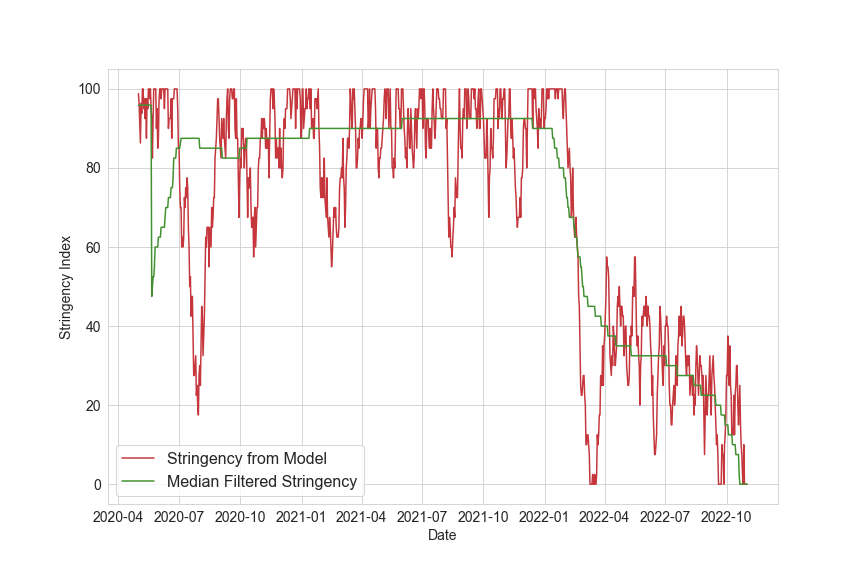 100
80
60
40
20
0
Stringency Index
Stringency from Model
Median Filtered Stringency
2020-04 2020-07 2020-10 2021-01 2021-04 2021-07 2021-10 2022-01 2022-04 2022-07 2022-10
Date